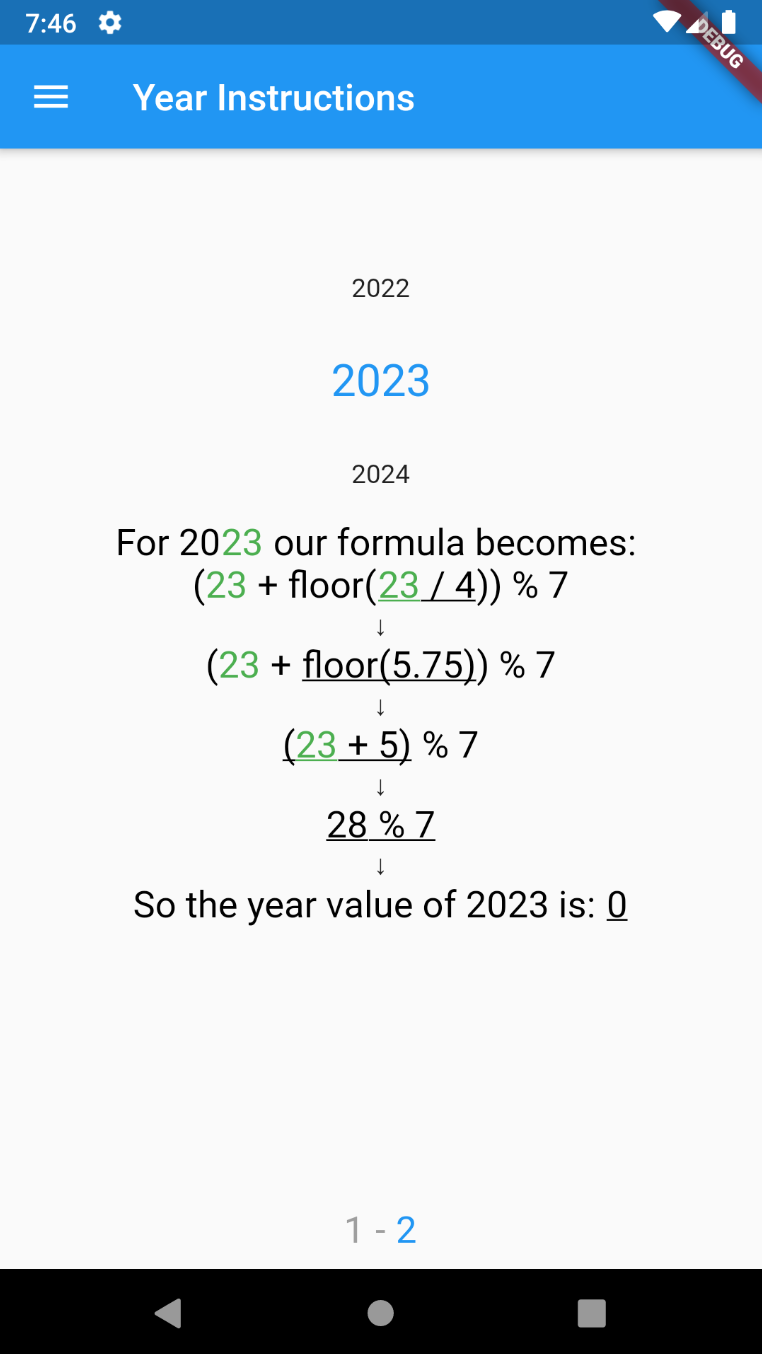 7:46
DEBUG
Year Instructions
2022
2023
2024
For 2023 our formula becomes:
(23 + floor(23 / 4)) % 7
↓
(23 + floor(5.75)) % 7
↓
(23 + 5) % 7
↓
28 % 7
↓
So the year value of 2023 is: 0
1 - 2